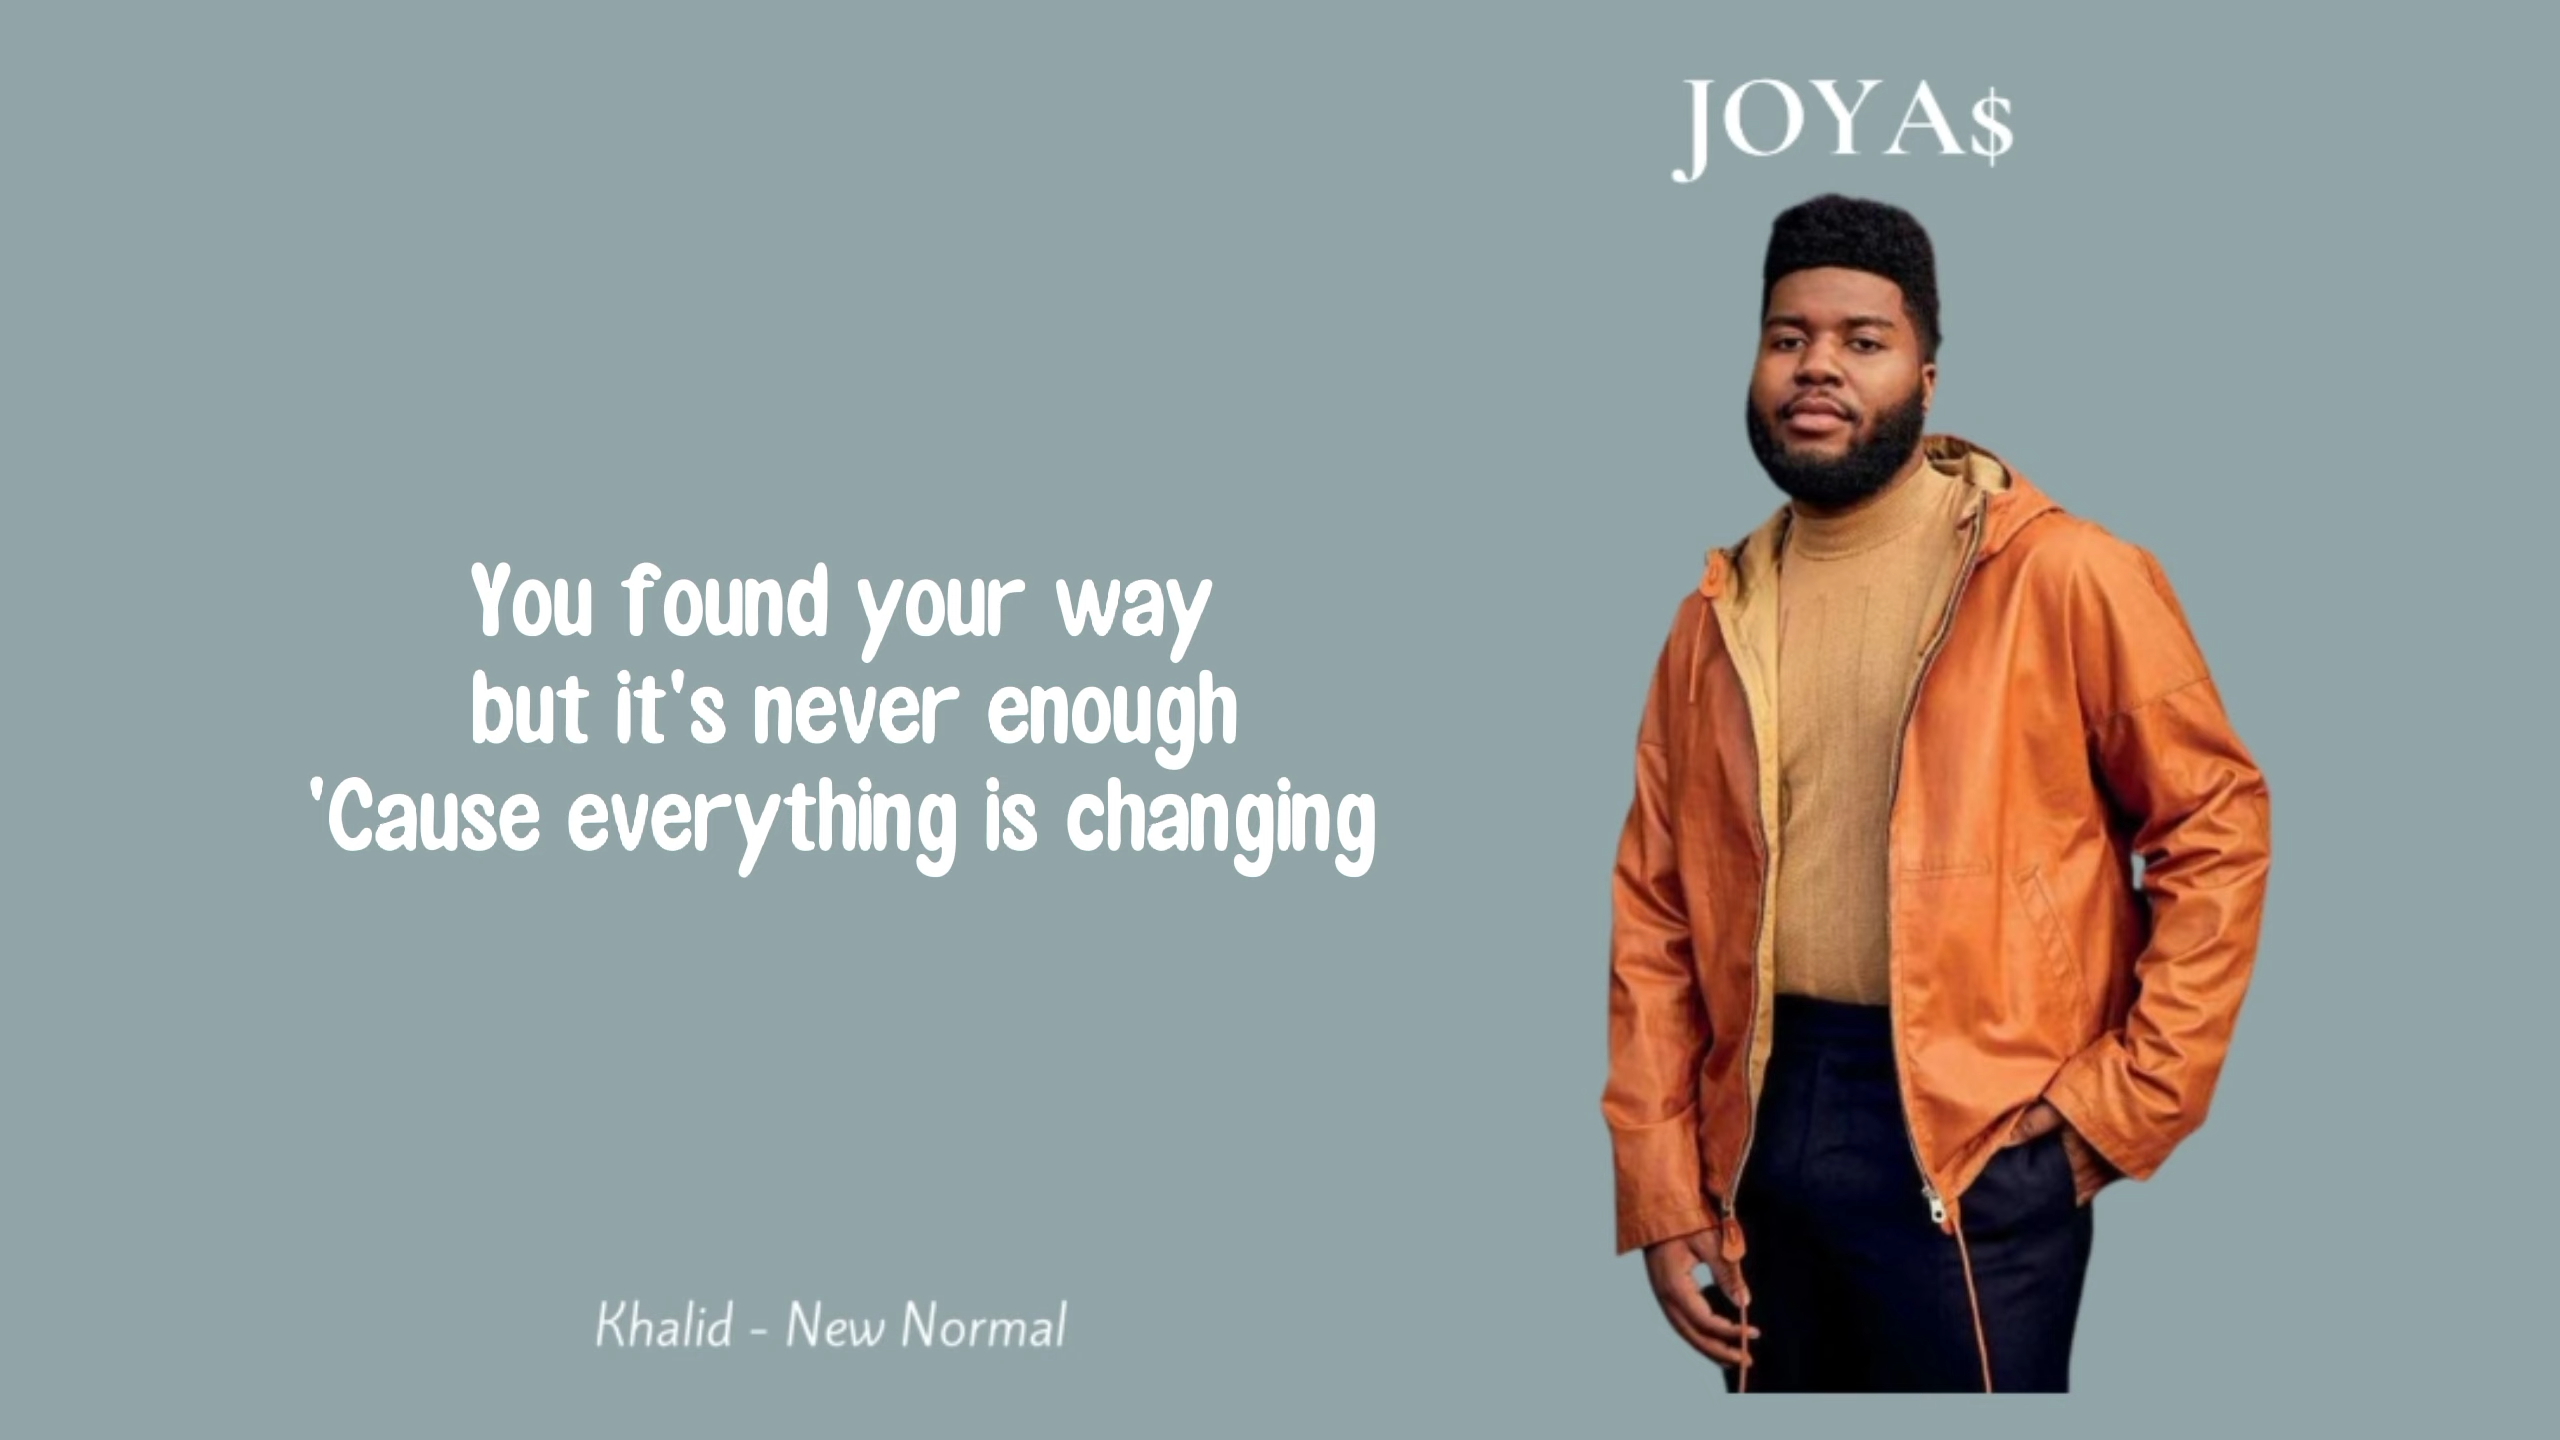 JOYA$
You found your way
but it's never enough
'Cause everything is changing
Khalid - New Normal